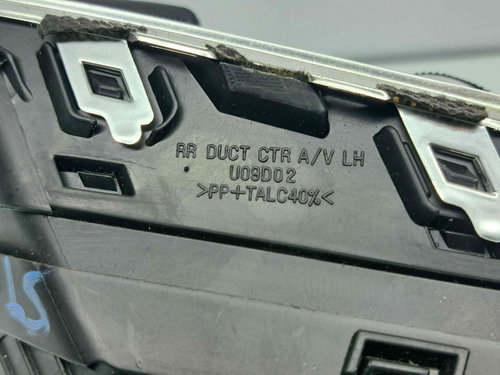 RR DUCT CTR A/V LH
U09D02
>PP+TALC40%<